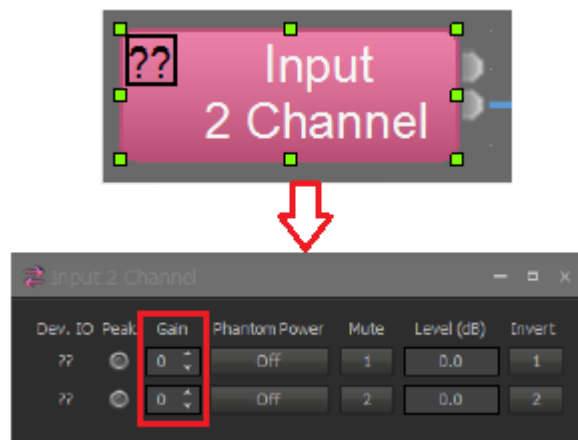 ??
Input
2 Channel
Input 2 Channel
Dev. IO Peak Gain Phantom Power Mute Level (dB) Invert
?? 0 Off 1 0.0 1
?? 0 Off 2 0.0 2